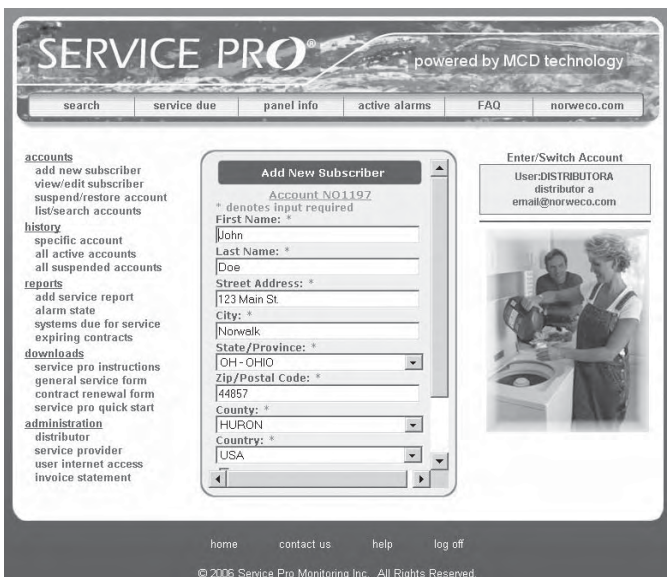 SERVICE PRO®
powered by MCD technology
search service due panel info active alarms FAQ norweco.com
accounts
add new subscriber
view/edit subscriber
suspend/restore account
list/search accounts
history
specific account
all active accounts
all suspended accounts
reports
add service report
alarm state
systems due for service
expiring contracts
downloads
service pro instructions
general service form
contract renewal form
service pro quick start
administration
distributor
service provider
user internet access
invoice statement
Add New Subscriber
Account NO1197
* denotes input required
First Name: *
John
Last Name: *
Doe
Street Address: *
123 Main St.
City: *
Norwalk
State/Province: *
OH - OHIO
Zip/Postal Code: *
44857
County: *
HURON
Country: *
USA
Enter/Switch Account
User:DISTRIBUTORA
distributor a
email@norweco.com
home contact us help log off
© 2006 Service Pro Monitoring Inc. All Rights Reserved.